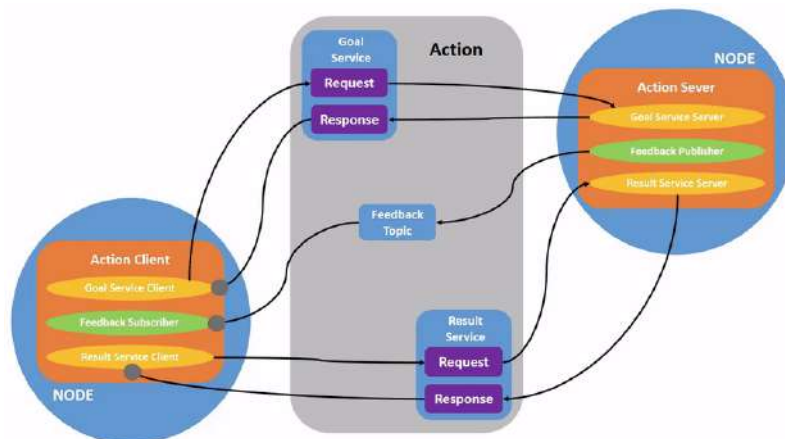 Goal
Service
Request
Response
Action
NODE
Action Sever
Goal Service Server
Feedback Publisher
Result Service Server
Feedback
Topic
Action Client
Goal Service Client
Feedback Subscriber
Result Service Client
NODE
Result
Service
Request
Response